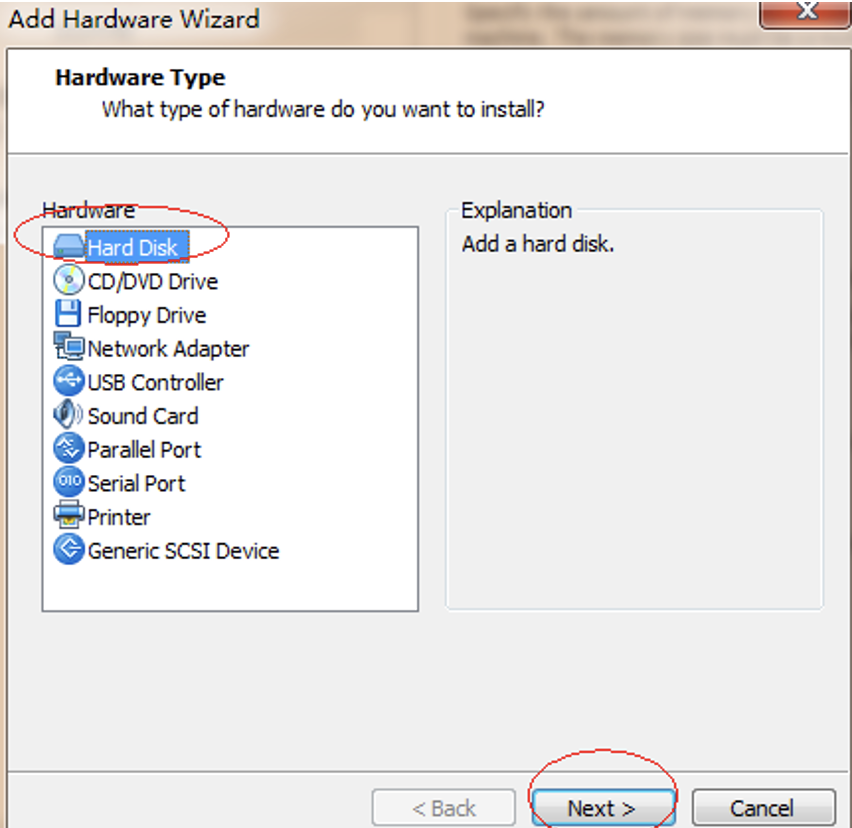 Add Hardware Wizard
Hardware Type
What type of hardware do you want to install?
Hardware
Hard Disk
CD/DVD Drive
Floppy Drive
Network Adapter
USB Controller
Sound Card
Parallel Port
Serial Port
Printer
Generic SCSI Device
Explanation
Add a hard disk.
< Back
Next >
Cancel